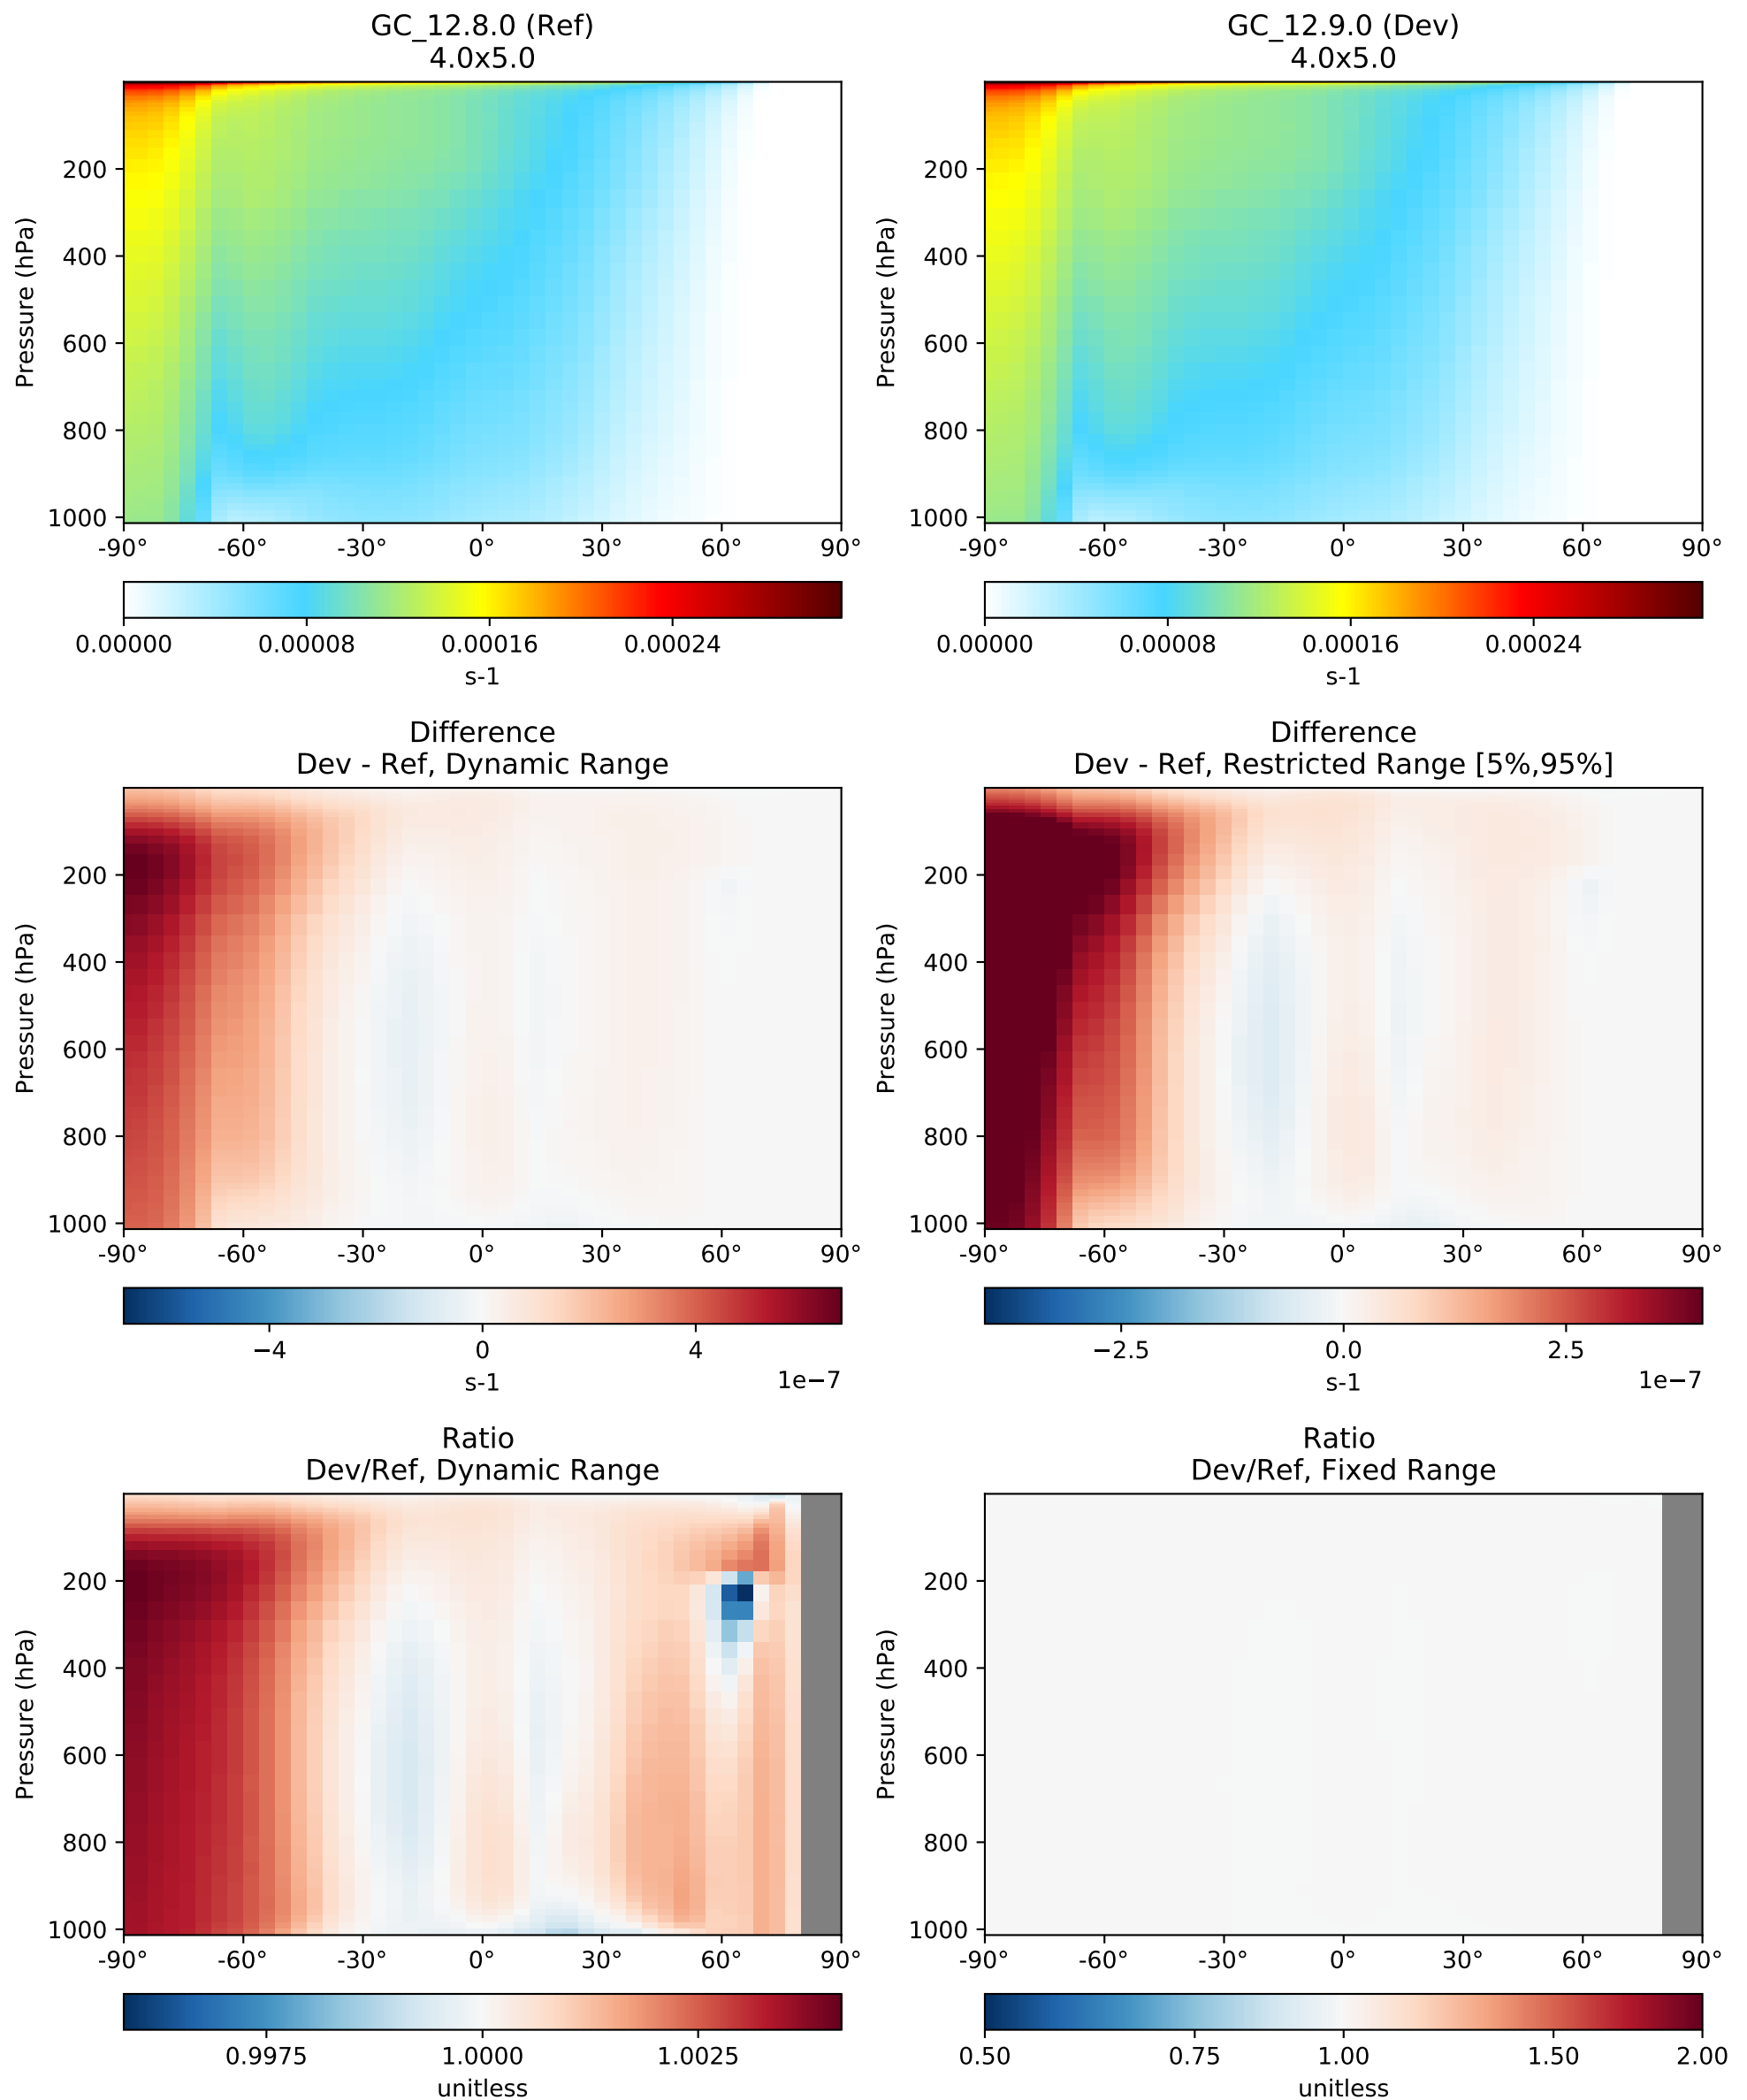 GC_12.8.0 (Ref)
4.0x5.0
Pressure (hPa)
200
400
600
800
1000
-90° -60° -30° 0° 30° 60° 90°
0.00000 0.00008 0.00016 0.00024
s-1
GC_12.9.0 (Dev)
4.0x5.0
Pressure (hPa)
200
400
600
800
1000
-90° -60° -30° 0° 30° 60° 90°
0.00000 0.00008 0.00016 0.00024
s-1
Difference
Dev - Ref, Dynamic Range
Pressure (hPa)
200
400
600
800
1000
-90° -60° -30° 0° 30° 60° 90°
−4 0 4
s-1 1e−7
Difference
Dev - Ref, Restricted Range [5%,95%]
Pressure (hPa)
200
400
600
800
1000
-90° -60° -30° 0° 30° 60° 90°
−2.5 0.0 2.5
s-1 1e−7
Ratio
Dev/Ref, Dynamic Range
Pressure (hPa)
200
400
600
800
1000
-90° -60° -30° 0° 30° 60° 90°
0.9975 1.0000 1.0025
unitless
Ratio
Dev/Ref, Fixed Range
Pressure (hPa)
200
400
600
800
1000
-90° -60° -30° 0° 30° 60° 90°
0.50 0.75 1.00 1.50 2.00
unitless